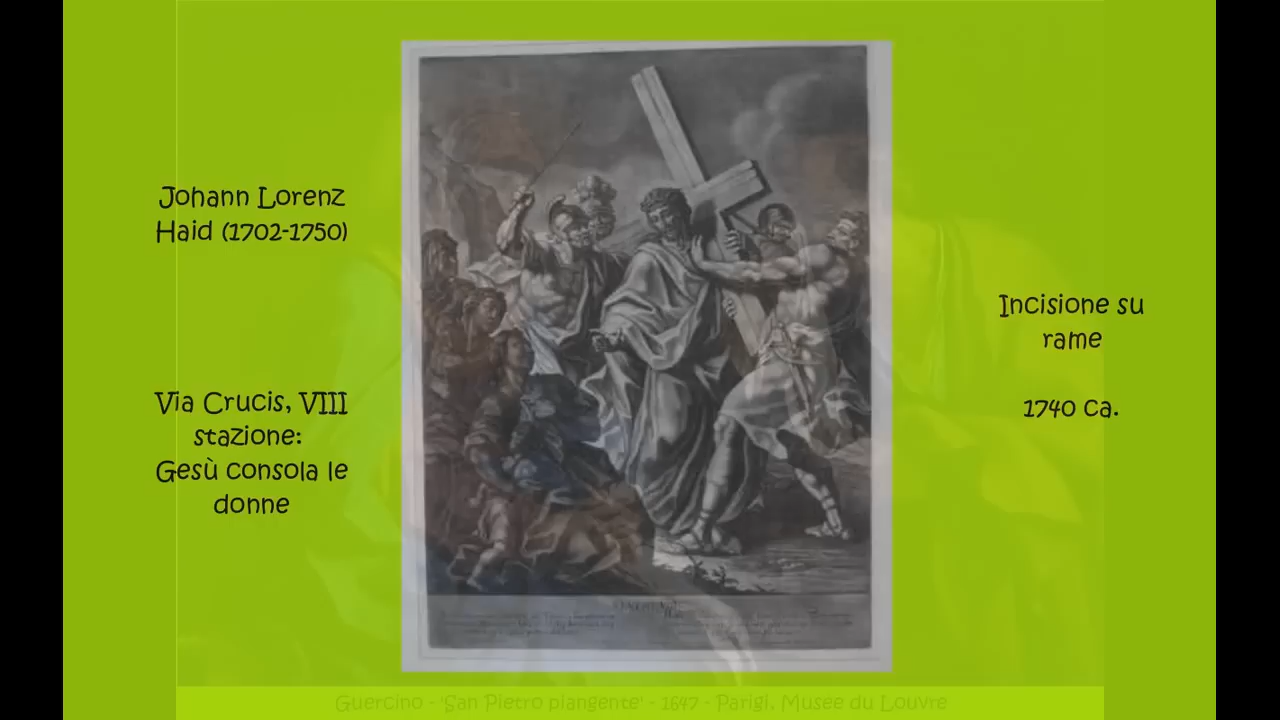 Johann Lorenz
Haid (1702-1750)
Via Crucis, VIII
stazione:
Gesù consola le
donne
Incisione su
rame
1740 ca.
Guercino - 'San Pietro piangente' - 1647 - Parigi, Musee du Louvre